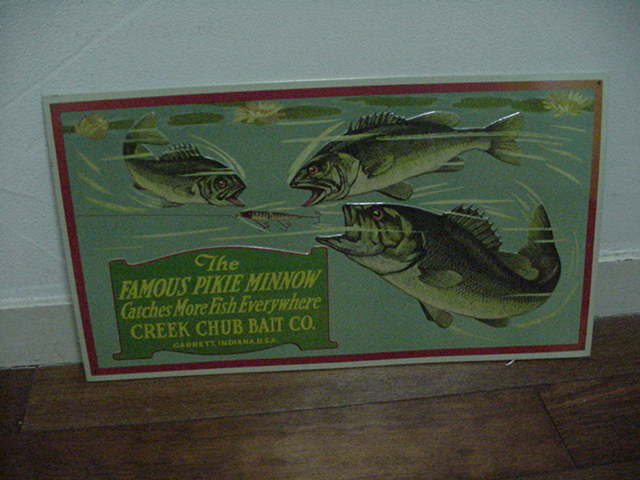 The
FAMOUS PIKIE MINNOW
Catches More Fish Everywhere
CREEK CHUB BAIT CO.
GARRETT, INDIANA, U.S.A.